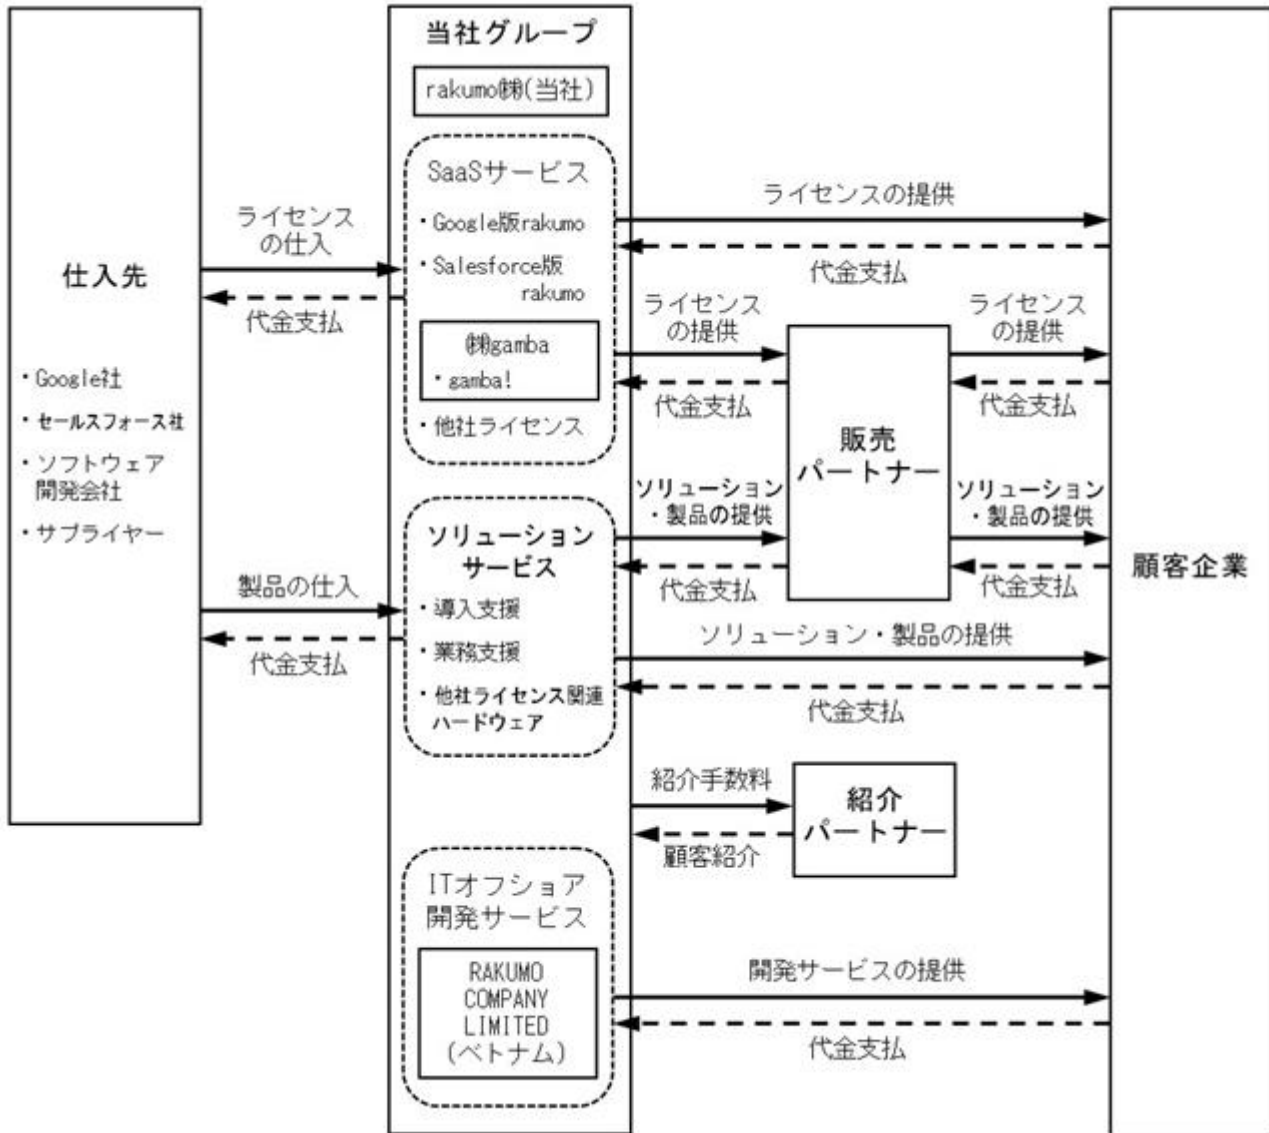 仕入先
・Google社
・セールスフォース社
・ソフトウェア
開発会社
・サプライヤー
ライセンス
の仕入
代金支払
製品の仕入
代金支払
当社グループ
rakumo㈱(当社)
SaaSサービス
・Google版rakumo
・Salesforce版
rakumo
㈱gamba
・gamba!
・他社ライセンス
ソリューション
サービス
・導入支援
・業務支援
・他社ライセンス関連
ハードウェア
ITオフショア
開発サービス
RAKUMO
COMPANY
LIMITED
(ベトナム)
ライセンスの提供
代金支払
ライセンス
の提供
代金支払
ソリューション
・製品の提供
代金支払
販売
パートナー
ライセンス
の提供
代金支払
ソリューション
・製品の提供
代金支払
ソリューション・製品の提供
代金支払
紹介手数料
顧客紹介
紹介
パートナー
開発サービスの提供
代金支払
顧客企業